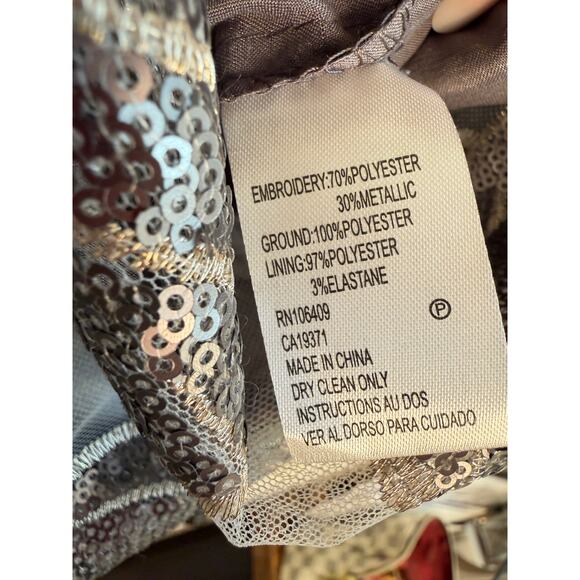 EMBROIDERY:70%POLYESTER
30%METALLIC
GROUND:100%POLYESTER
LINING:97%POLYESTER
3%ELASTANE
RN106409
CA19371
MADE IN CHINA
DRY CLEAN ONLY
INSTRUCTIONS AU DOS
VER AL DORSO PARA CUIDADO
P